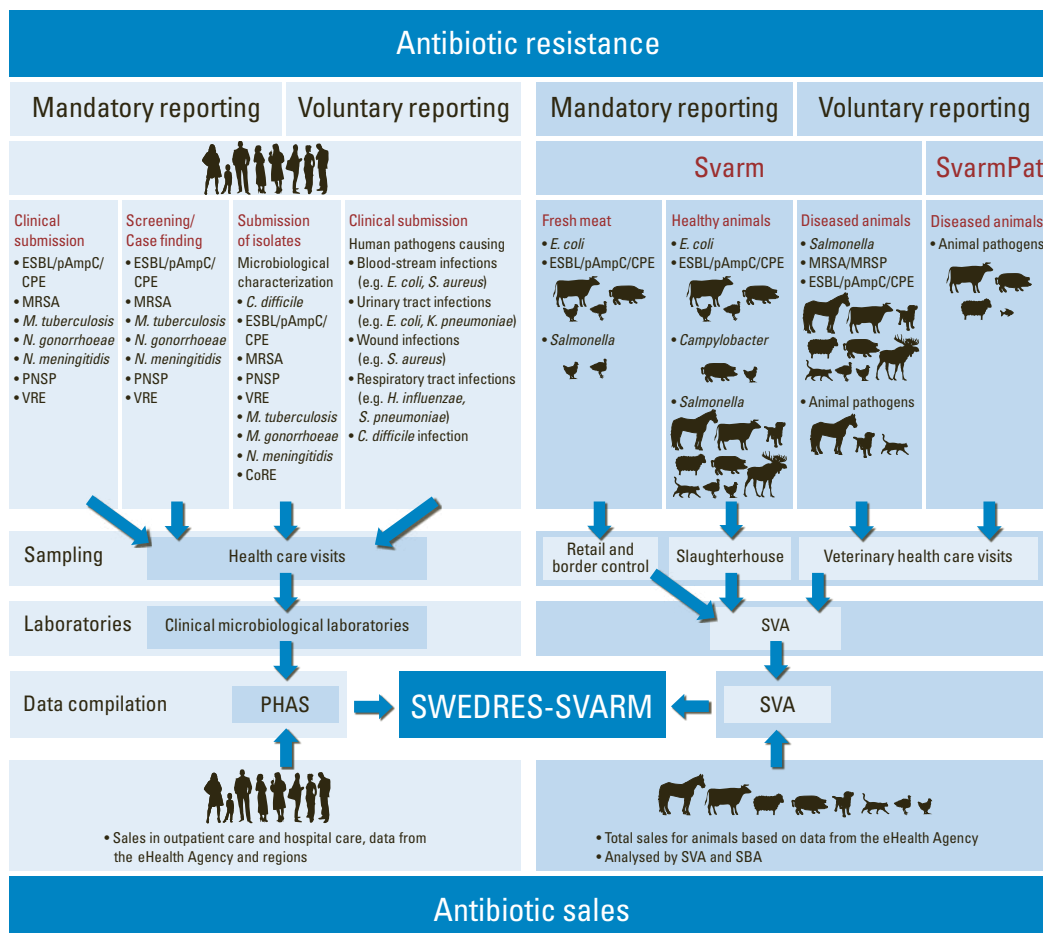 Antibiotic resistance
Mandatory reporting
Voluntary reporting
Mandatory reporting
Voluntary reporting
Svarm
SvarmPat
Clinical
submission
• ESBL/pAmpC/
CPE
• MRSA
• M. tuberculosis
• N. gonorrhoeae
• N. meningitidis
• PNSP
• VRE
Screening/
Case finding
• ESBL/pAmpC/
CPE
• MRSA
• M. tuberculosis
• N. gonorrhoeae
• N. meningitidis
• PNSP
• VRE
Submission
of isolates
Microbiological
characterization
• C. difficile
• ESBL/pAmpC/
CPE
• MRSA
• PNSP
• VRE
• M. tuberculosis
• M. gonorrhoeae
• N. meningitidis
• CoRE
Clinical submission
Human pathogens causing
• Blood-stream infections
(e.g. E. coli, S. aureus)
• Urinary tract infections
(e.g. E. coli, K. pneumoniae)
• Wound infections
(e.g. S. aureus)
• Respiratory tract infections
(e.g. H. influenzae,
S. pneumoniae)
• C. difficile infection
Fresh meat
• E. coli
• ESBL/pAmpC/CPE
• Salmonella
Healthy animals
• E. coli
• ESBL/pAmpC/CPE
• Campylobacter
• Salmonella
Diseased animals
• Salmonella
• MRSA/MRSP
• ESBL/pAmpC/CPE
• Animal pathogens
Diseased animals
• Animal pathogens
Sampling
Health care visits
Retail and
border control
Slaughterhouse
Veterinary health care visits
Laboratories
Clinical microbiological laboratories
SVA
Data compilation
PHAS
SWEDRES-SVARM
SVA
• Sales in outpatient care and hospital care, data from
the eHealth Agency and regions
• Total sales for animals based on data from the eHealth Agency
• Analysed by SVA and SBA
Antibiotic sales